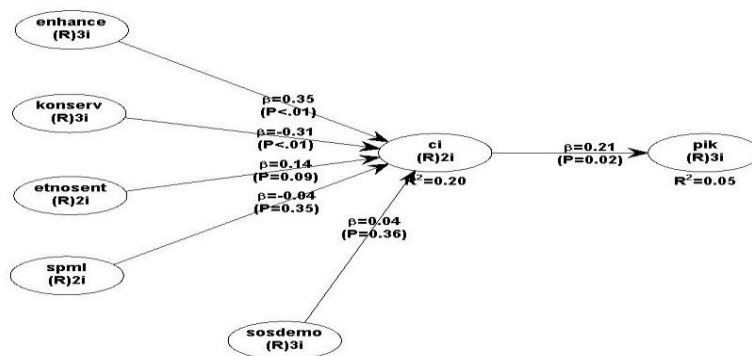 enhance
(R)3i
konserv
(R)3i
etnosent
(R)2i
spml
(R)2i
sosdemo
(R)3i
β=0.35
(P<.01)
β=-0.31
(P<.01)
β=0.14
(P=0.09)
β=-0.04
(P=0.35)
β=0.04
(P=0.36)
ci
(R)2i
R²=0.20
β=0.21
(P=0.02)
pik
(R)3i
R²=0.05